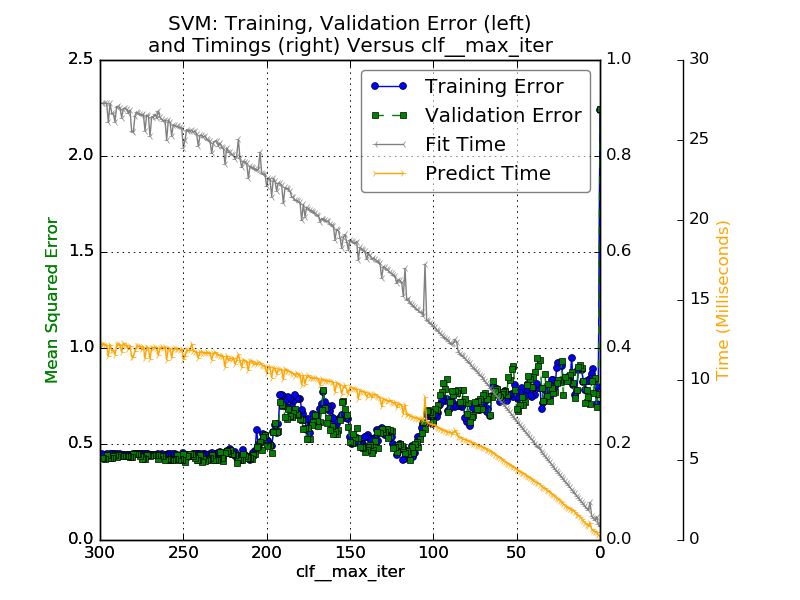 SVM: Training, Validation Error (left)
and Timings (right) Versus clf__max_iter
Training Error
Validation Error
Fit Time
Predict Time
Mean Squared Error
2.5
2.0
1.5
1.0
0.5
0.0
300
250
200
150
100
50
0
clf__max_iter
1.0
0.8
0.6
0.4
0.2
0.0
30
25
20
15
10
5
0
Time (Milliseconds)